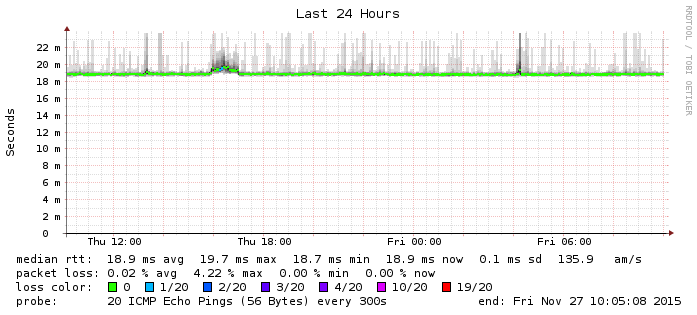 Last 24 Hours
RRDTOOL / TOBI OETIKER
Seconds
22 m
20 m
18 m
16 m
14 m
12 m
10 m
8 m
6 m
4 m
2 m
0
Thu 12:00 Thu 18:00 Fri 00:00 Fri 06:00
median rtt: 18.9 ms avg 19.7 ms max 18.7 ms min 18.9 ms now 0.1 ms sd 135.9 am/s
packet loss: 0.02 % avg 4.22 % max 0.00 % min 0.00 % now
loss color: 0 1/20 2/20 3/20 4/20 10/20 19/20
probe: 20 ICMP Echo Pings (56 Bytes) every 300s end: Fri Nov 27 10:05:08 2015